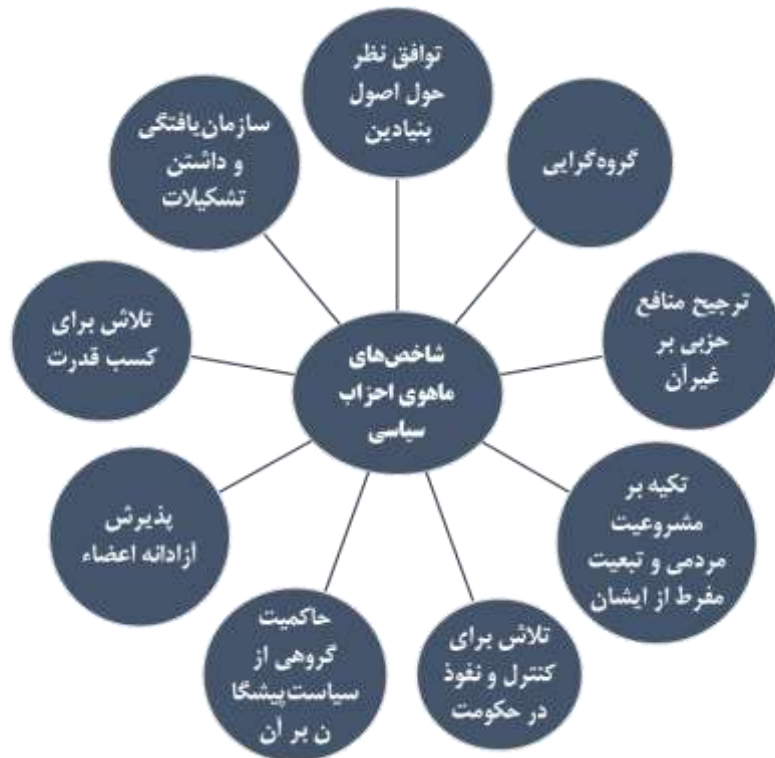 توافق نظر
حول اصول
بنیادین
گروه‌گرایی
ترجیح منافع
حزبی بر
غیرآن
تکیه بر
مشروعیت
مردمی و تبعیت
مفرط از ایشان
تلاش برای
کنترل و نفوذ
در حکومت
حاکمیت
گروهی از
سیاست‌پیشگا
ن بر آن
پذیرش
آزادانه اعضاء
تلاش برای
کسب قدرت
سازمان‌یافتگی
و داشتن
تشکیلات
شاخص‌های
ماهوی احزاب
سیاسی